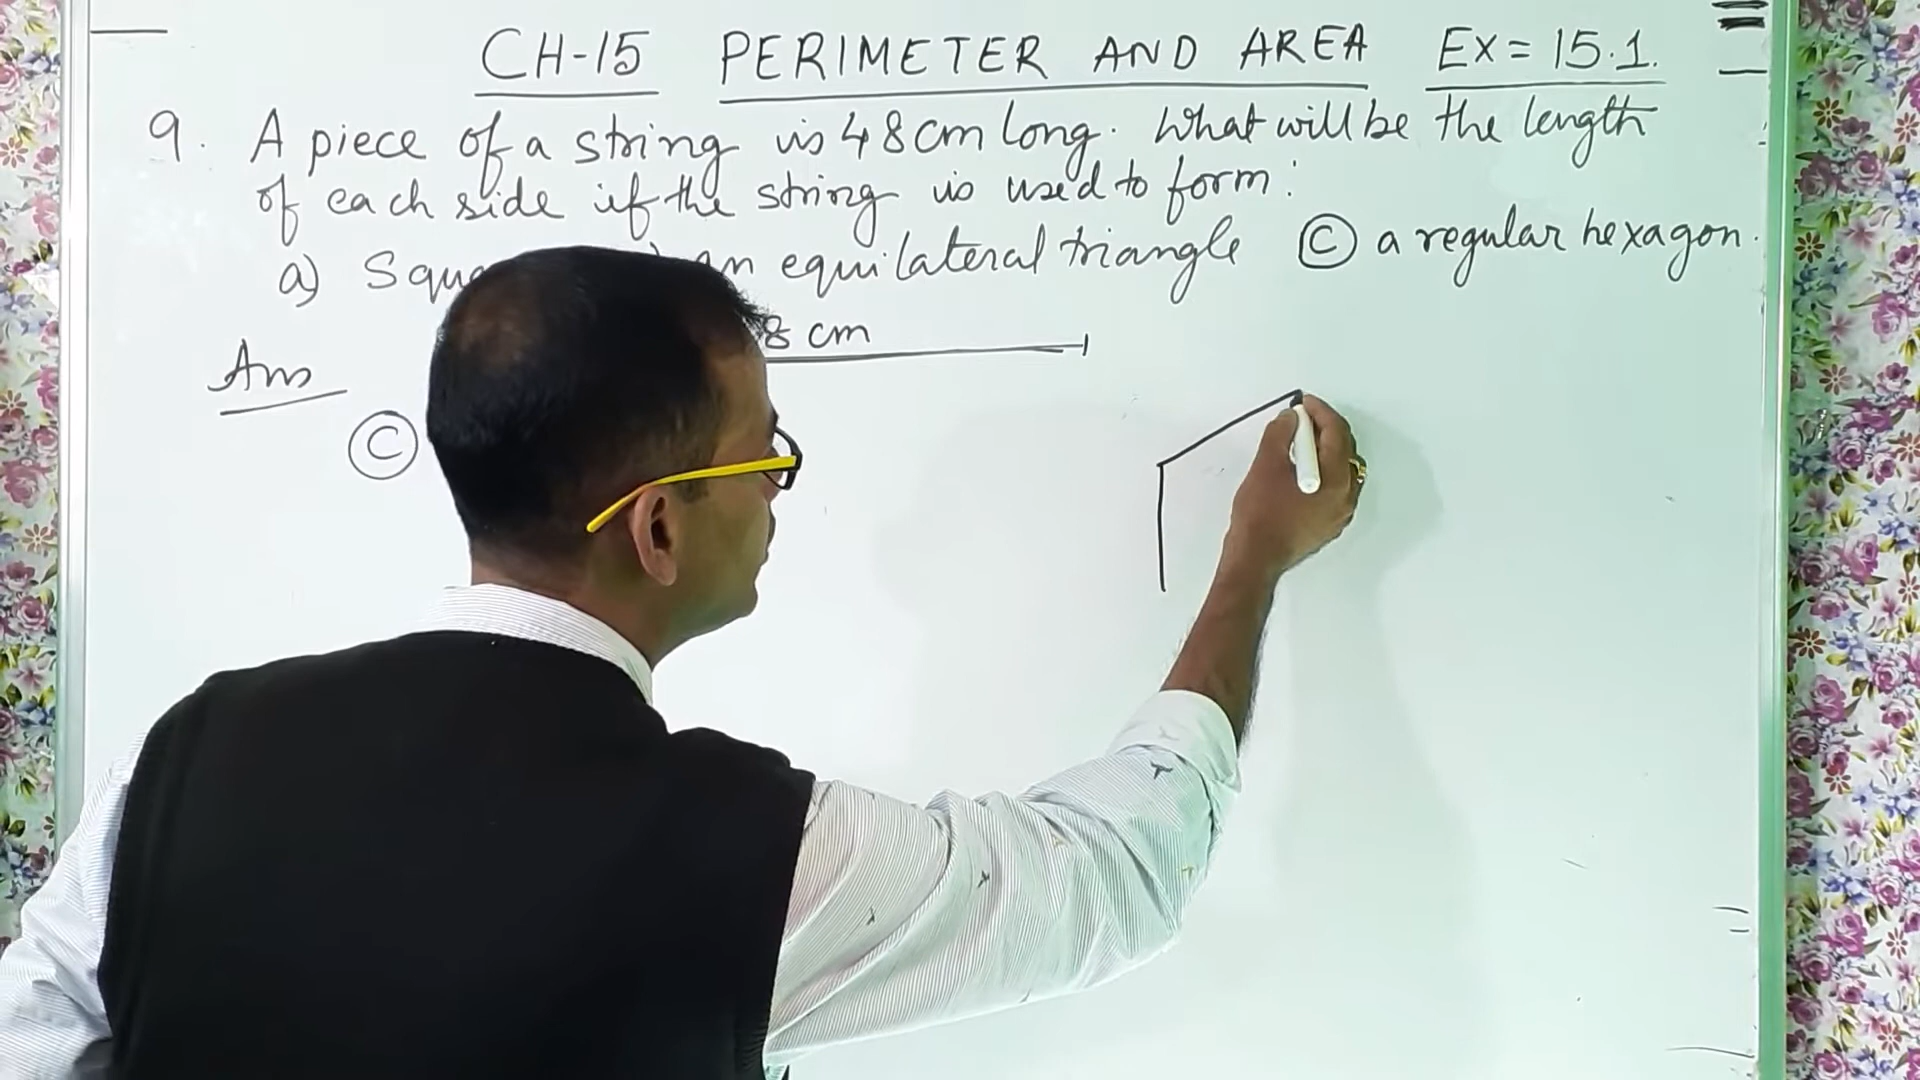 CH-15 PERIMETER AND AREA Ex = 15.1.
9. A piece of a string is 48 cm long. What will be the length
of each side if the string is used to form:
a) Squ an equilateral triangle Ⓒ a regular hexagon.
8 cm
Ans
Ⓒ